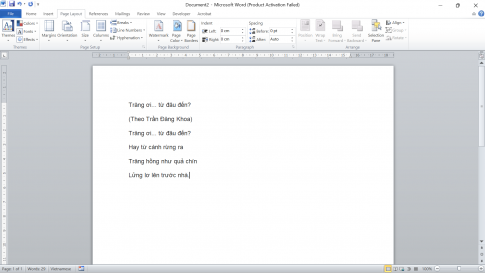 Document2 - Microsoft Word (Product Activation Failed)
File Home Insert Page Layout References Mailings Review View Developer Acrobat
Themes Colors Fonts Effects Margins Orientation Size Columns Breaks Line Numbers Hyphenation Watermark Page Color Page Borders Indent Left: 0 cm Right: 0 cm Spacing Before: 0 pt After: Position Wrap Text Bring Forward Send Backward Selection Pane Align Group Rotate
Themes Page Setup Page Background Paragraph Arrange
Trăng ơi... từ đâu đến?
(Theo Trần Đăng Khoa)
Trăng ơi... từ đâu đến?
Hay từ cánh rừng ra
Trăng hồng như quả chín
Lửng lơ lên trước nhà
Page: 1 of 1 Words: 29 Vietnamese 100%